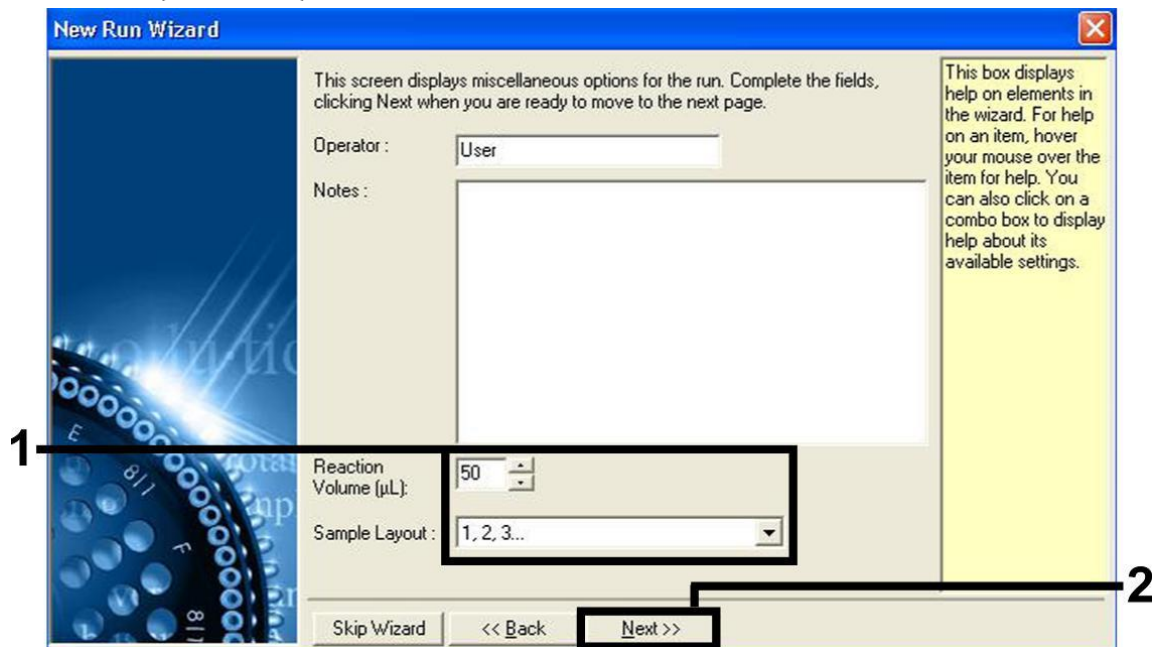 New Run Wizard
This screen displays miscellaneous options for the run. Complete the fields,
clicking Next when you are ready to move to the next page.
Operator :
User
Notes :
Reaction
Volume (µL):
50
Sample Layout :
1, 2, 3...
Skip Wizard
<< Back
Next >>
This box displays
help on elements in
the wizard. For help
on an item, hover
your mouse over the
item for help. You
can also click on a
combo box to display
help about its
available settings.
1
2
E
8|1
F
8|1